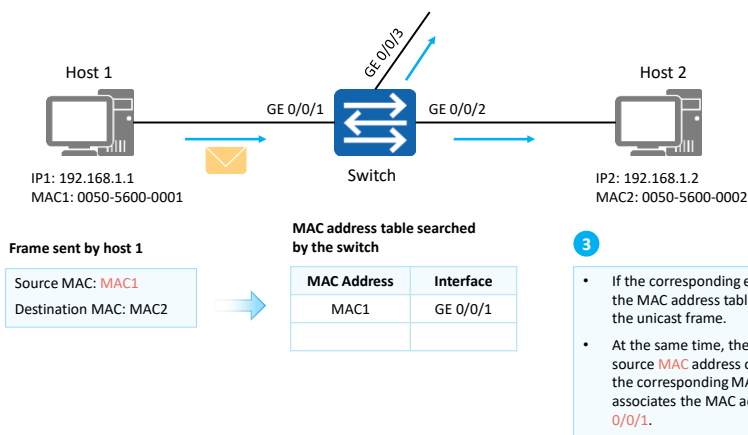 GE 0/0/3
Host 1
Host 2
GE 0/0/1
GE 0/0/2
Switch
IP1: 192.168.1.1
MAC1: 0050-5600-0001
IP2: 192.168.1.2
MAC2: 0050-5600-0002
Frame sent by host 1
Source MAC: MAC1
Destination MAC: MAC2
MAC address table searched
by the switch
MAC Address Interface
MAC1 GE 0/0/1
3
• If the corresponding
the MAC address
the unicast frame.
• At the same time, the
source MAC address
the corresponding
associates the MAC
0/0/1.